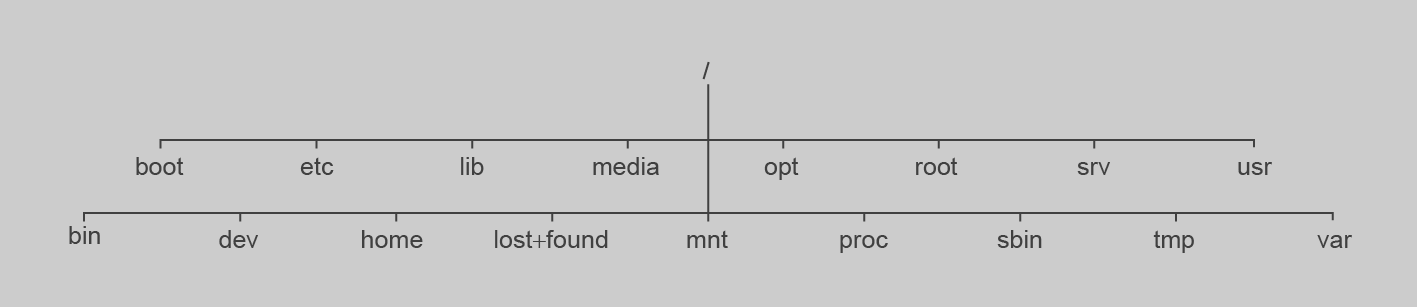 /
boot etc lib media opt root srv usr
bin dev home lost+found mnt proc sbin tmp var